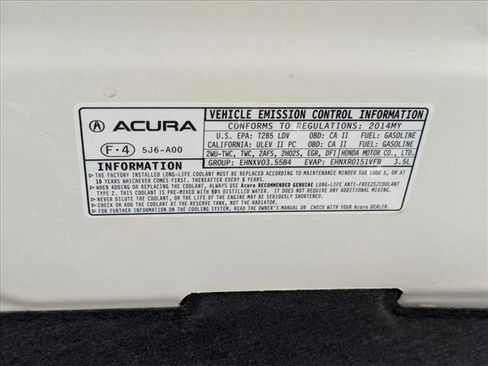 ACURA
F-4 5J6-A00
VEHICLE EMISSION CONTROL INFORMATION
CONFORMS TO REGULATIONS: 2014MY
U.S. EPA: T2B5 LDV OBD: CA II FUEL: GASOLINE
CALIFORNIA: ULEV II PC OBD: CA II FUEL: GASOLINE
2WU-TWC, TWC, 2AFS, 2HO2S, EGR, DFI HONDA MOTOR CO., LTD.
GROUP: EHNXV03.55B4 EVAP: EHNXR0151VFB 3.5L
INFORMATION
▶ THE FACTORY INSTALLED LONG-LIFE COOLANT MUST BE REPLACED ACCORDING TO MAINTENANCE MINDER SUB CODE 5, OR AT
10 YEARS WHICHEVER COMES FIRST. THEREAFTER REPLACE EVERY 5 YEARS.
▶ WHEN ADDING OR REPLACING THE COOLANT, ALWAYS USE Acura RECOMMENDED GENUINE LONG-LIFE ANTI-FREEZE/COOLANT
TYPE 2. THIS COOLANT IS PRE-MIXED WITH 50% DISTILLED WATER. IT DOES NOT REQUIRE ADDITIONAL MIXING.
▶ NEVER DILUTE THE COOLANT, OR THE LIFE OF THE ENGINE MAY BE SERIOUSLY SHORTENED.
▶ CHECK OR ADD THE COOLANT AT THE RESERVE TANK, NOT THE RADIATOR.
▶ FOR FURTHER INFORMATION ON THE COOLING SYSTEM, READ THE OWNER'S MANUAL OR CHECK WITH YOUR Acura DEALER.